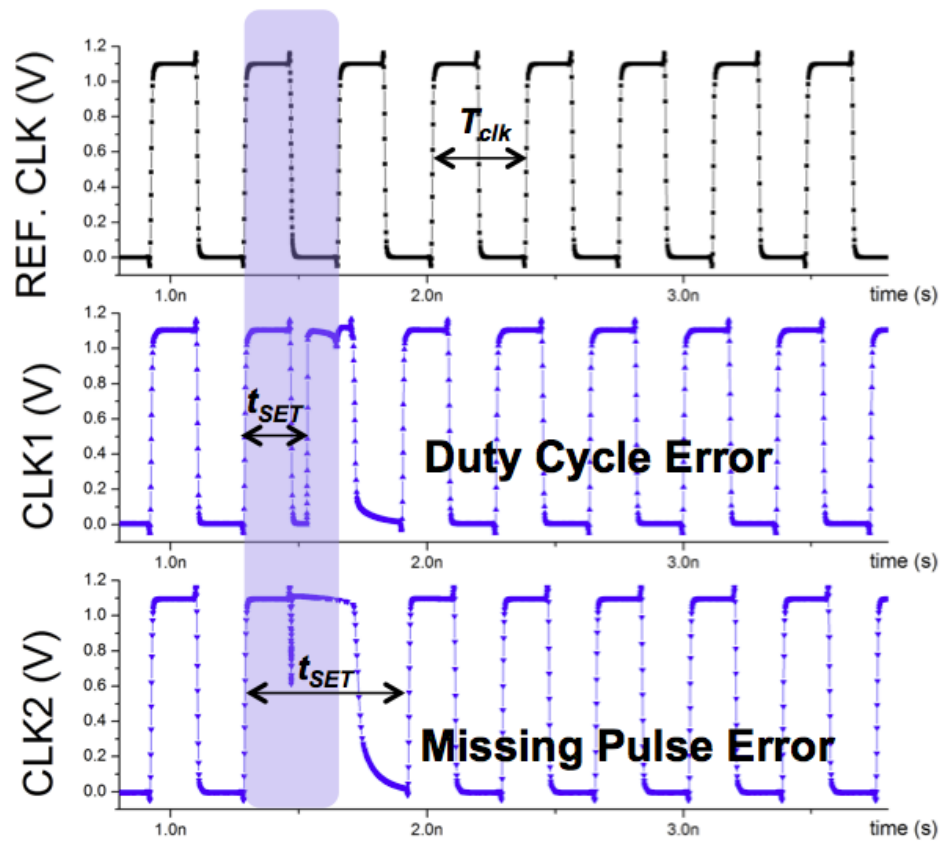 REF. CLK (V)
1.2
1.0
0.8
0.6
0.4
0.2
0.0
T clk
1.0n
2.0n
3.0n
time (s)
CLK1 (V)
1.2
1.0
0.8
0.6
0.4
0.2
0.0
tSET
Duty Cycle Error
1.0n
2.0n
3.0n
time (s)
CLK2 (V)
1.2
1.0
0.8
0.6
0.4
0.2
0.0
tSET
Missing Pulse Error
1.0n
2.0n
3.0n
time (s)